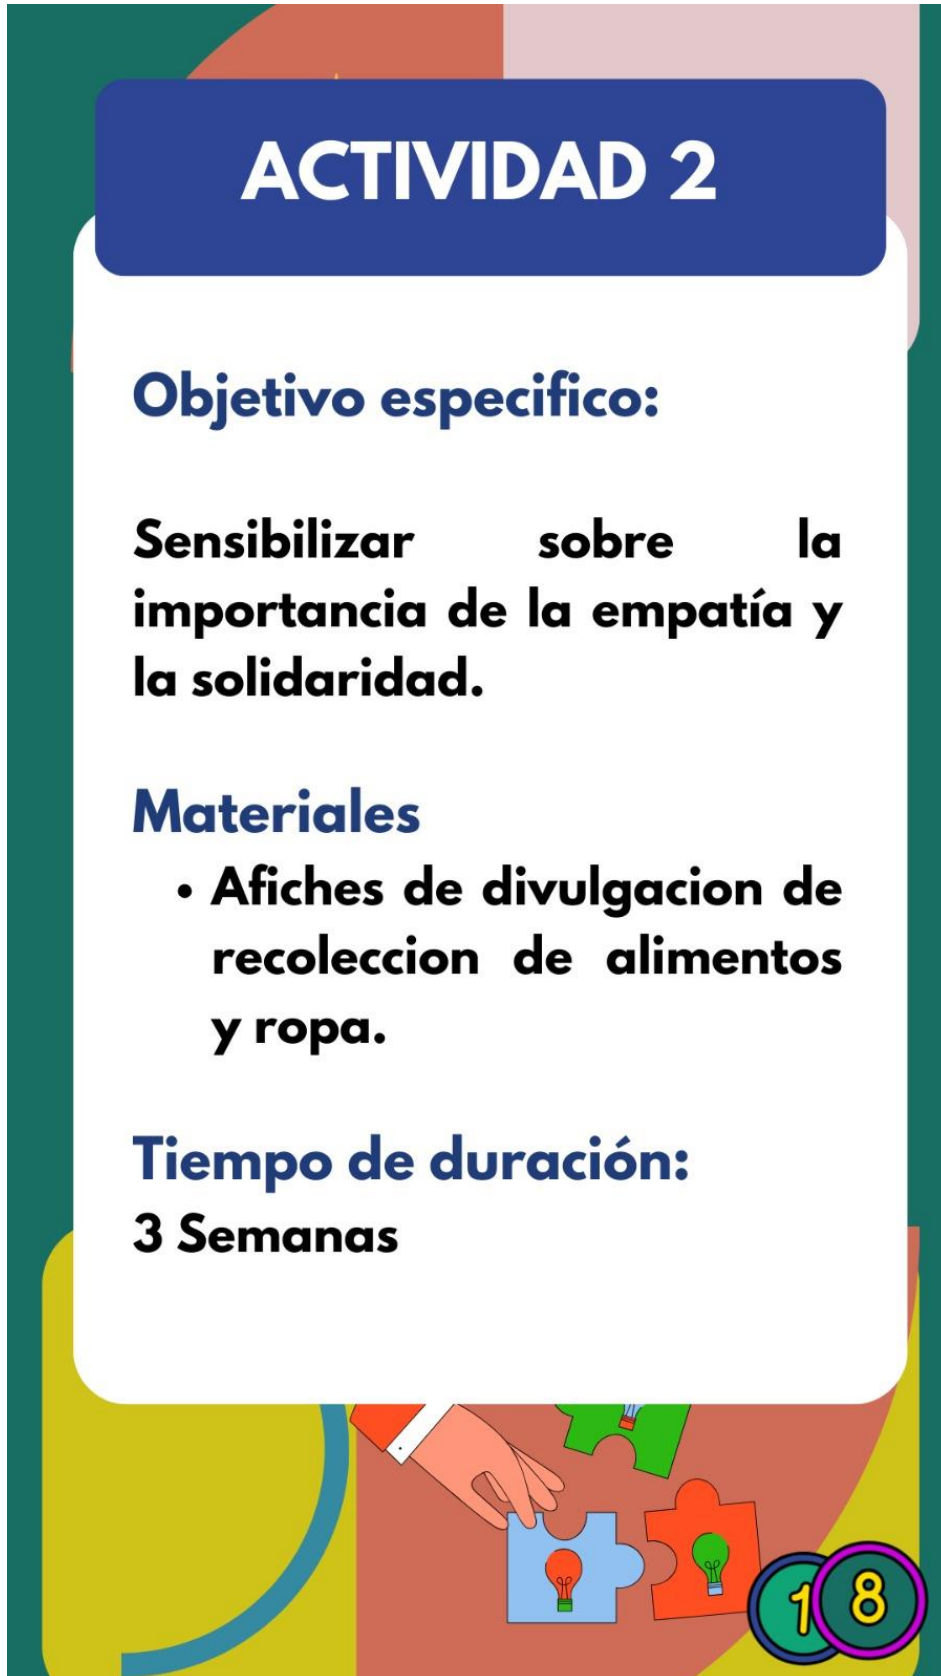 ACTIVIDAD 2
Objetivo especifico:
Sensibilizar sobre la
importancia de la empatía y
la solidaridad.
Materiales
• Afiches de divulgacion de
recoleccion de alimentos
y ropa.
Tiempo de duración:
3 Semanas
18